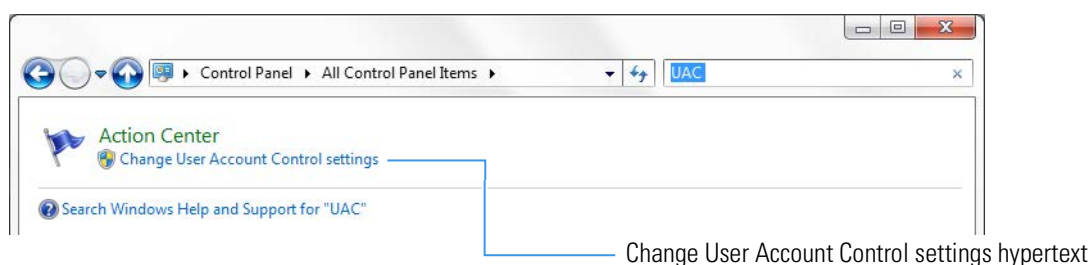 Control Panel ▸ All Control Panel Items ▸ UAC
Action Center
Change User Account Control settings
Search Windows Help and Support for "UAC"
Change User Account Control settings hypertext